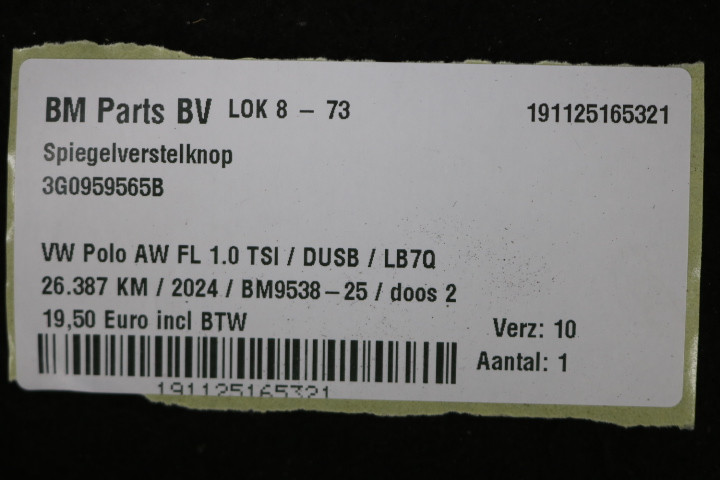 BM Parts BV LOK 8 – 73 191125165321
Spiegelverstelknop
3G0959565B
VW Polo AW FL 1.0 TSI / DUSB / LB7Q
26.387 KM / 2024 / BM9538–25 / doos 2
19,50 Euro incl BTW
Verz: 10
Aantal: 1
191125165321